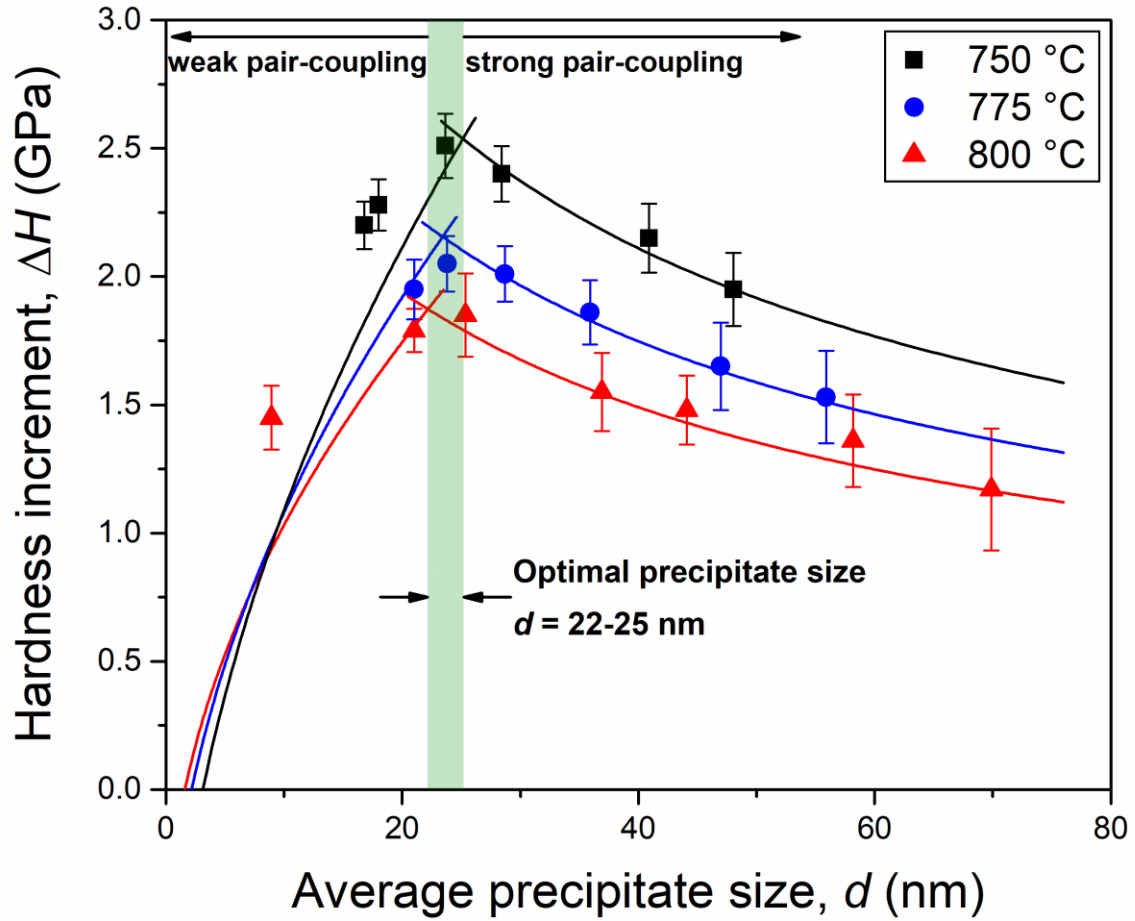 weak pair-coupling strong pair-coupling
750 °C
775 °C
800 °C
Hardness increment, ΔH (GPa)
3.0
2.5
2.0
1.5
1.0
0.5
0.0
Optimal precipitate size
d = 22-25 nm
0 20 40 60 80
Average precipitate size, d (nm)